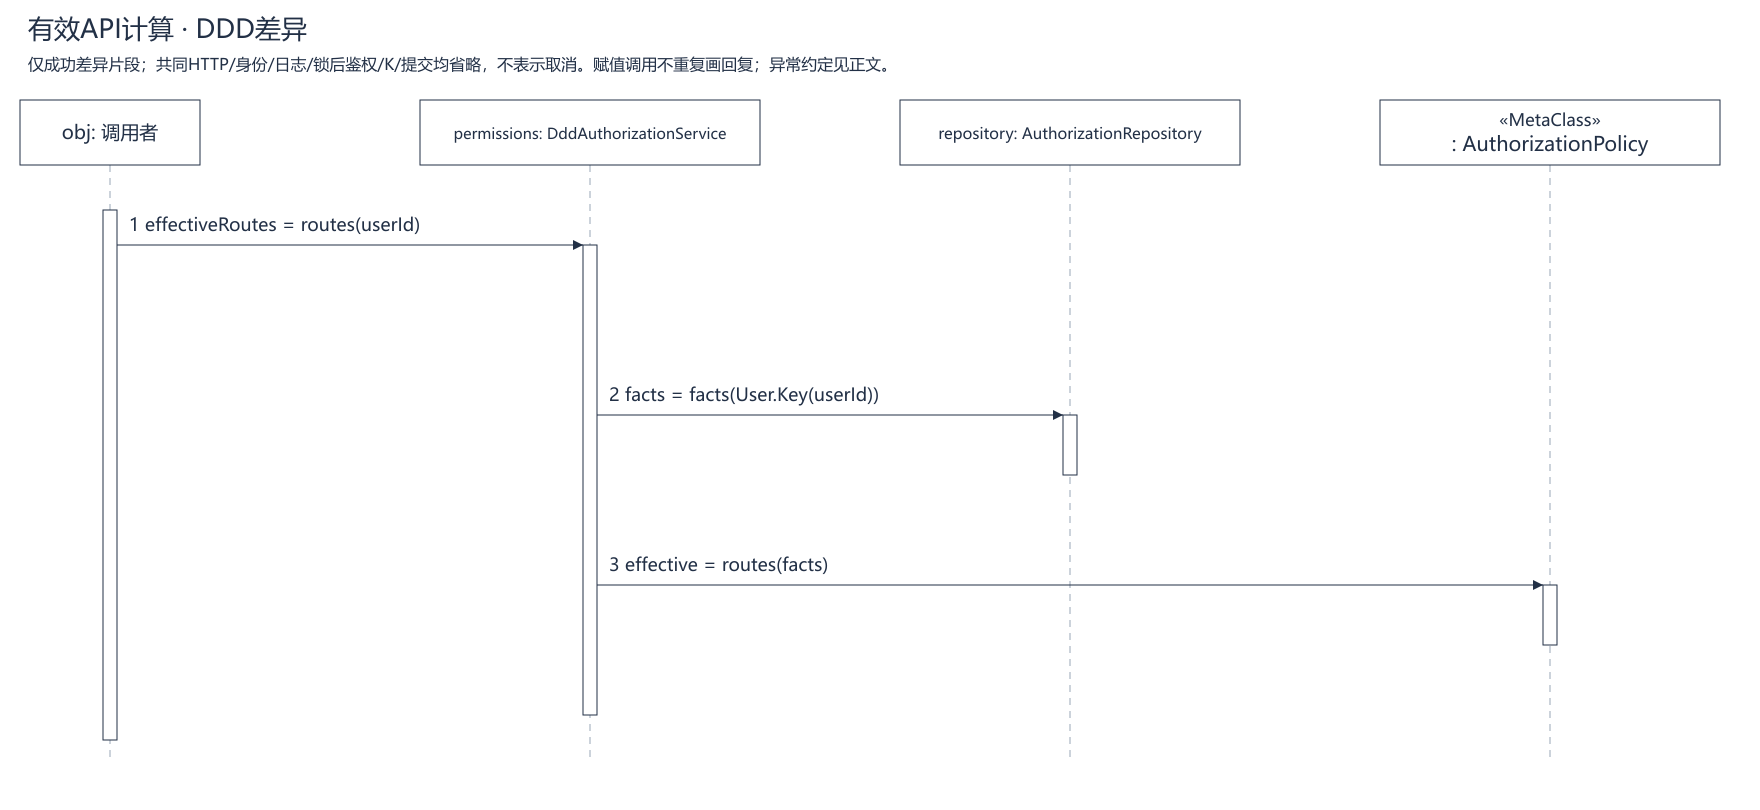 有效API计算 · DDD差异
仅成功差异片段；共同HTTP/身份/日志/锁后鉴权/K/提交均省略，不表示取消。赋值调用不重复画回复；异常约定见正文。
obj: 调用者
permissions: DddAuthorizationService
repository: AuthorizationRepository
«MetaClass»
: AuthorizationPolicy
1 effectiveRoutes = routes(userId)
2 facts = facts(User.Key(userId))
3 effective = routes(facts)